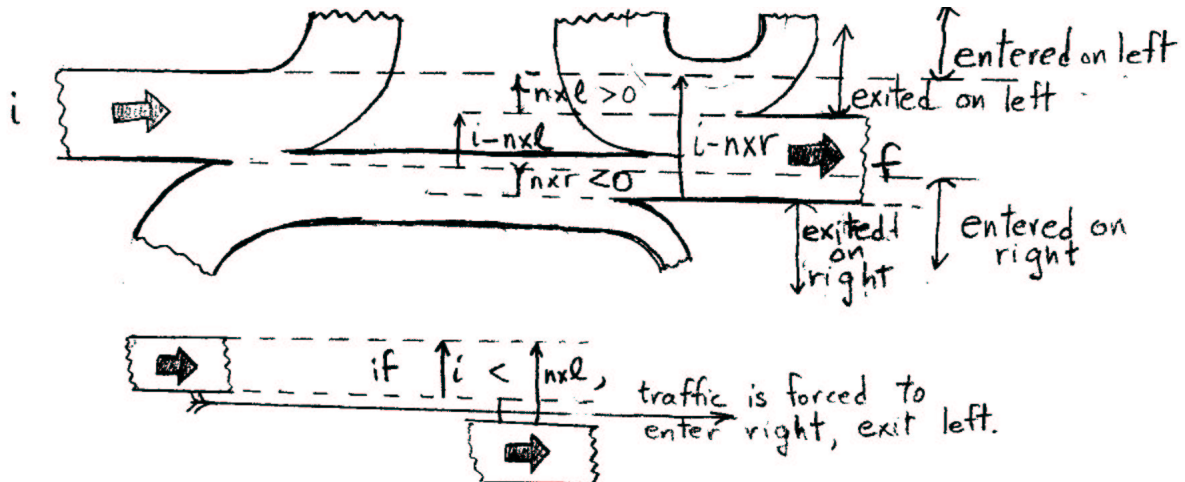 entered on left
exited on left
nxl >0
i
i-nxl
i-nxr
f
nxr <0
exited on right
entered on right
if i < nxl, traffic is forced to
enter right, exit left.